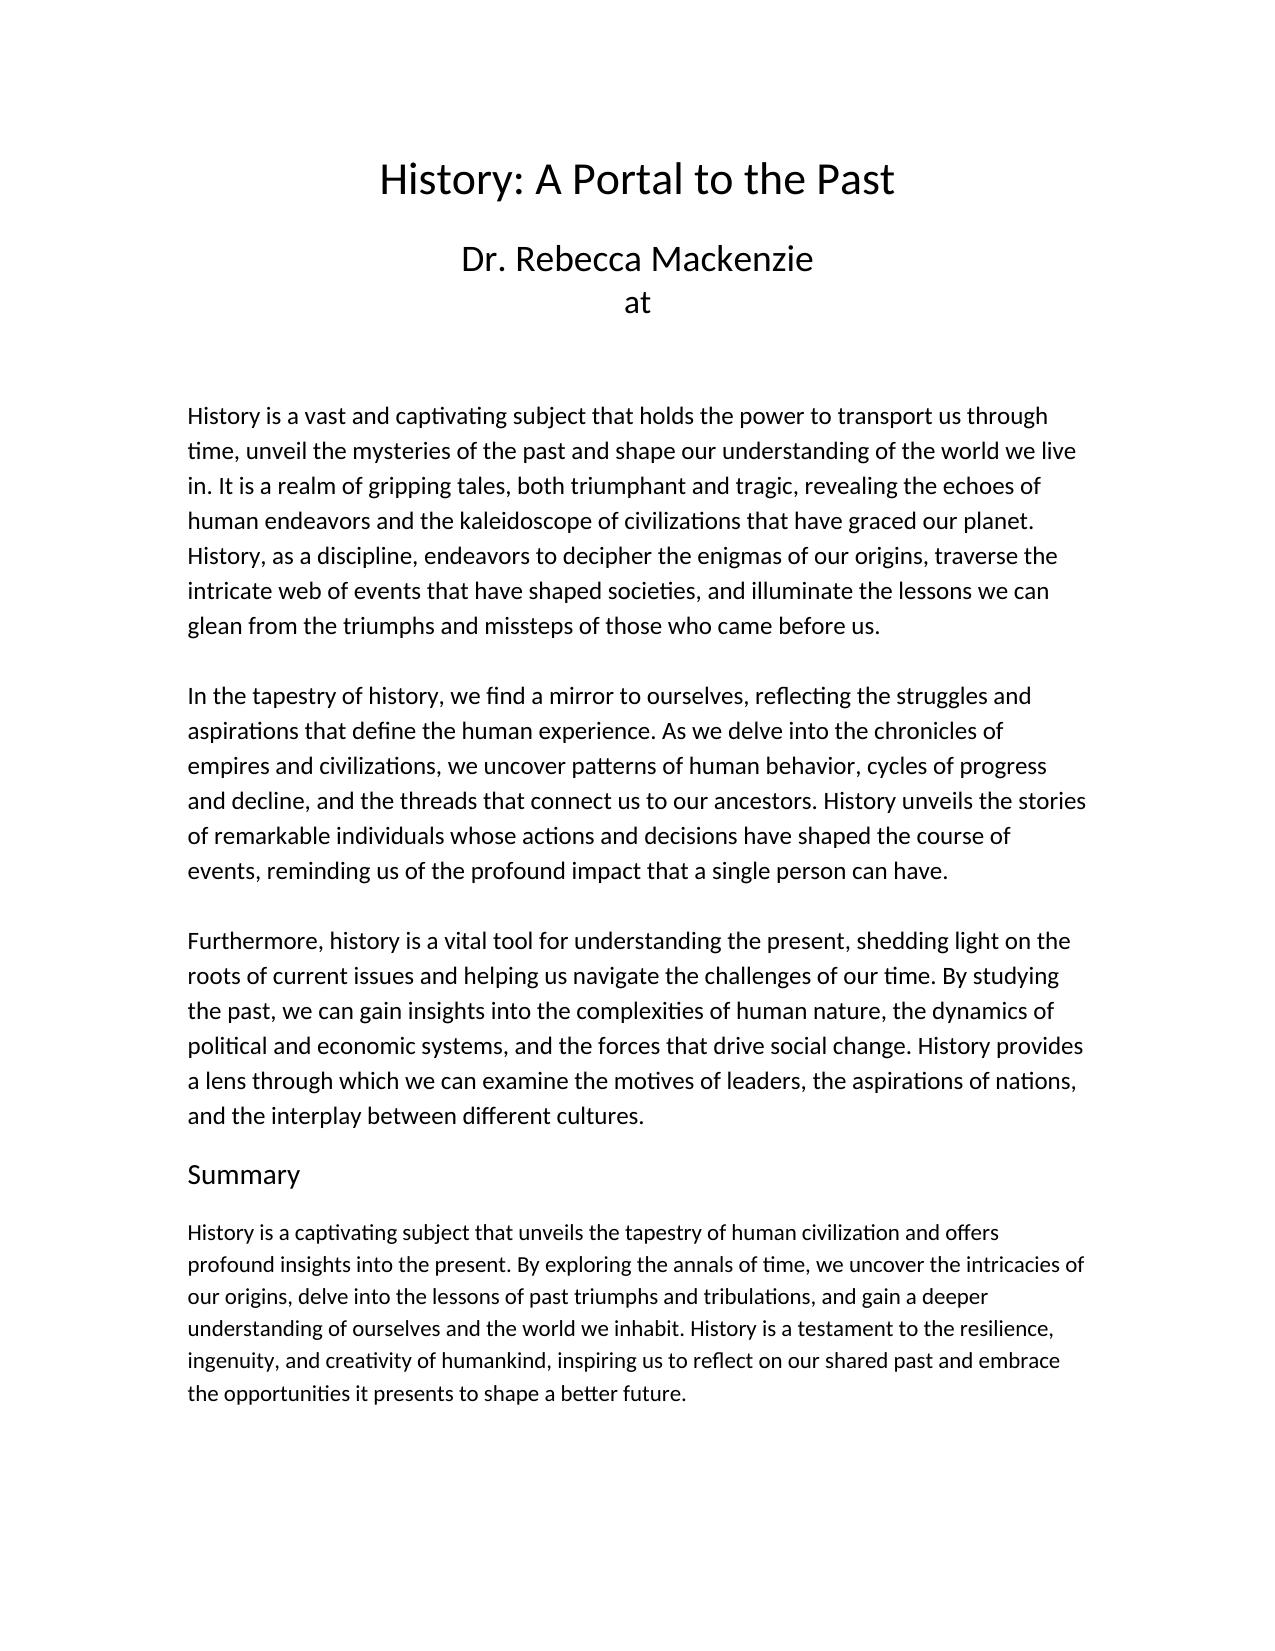 History: A Portal to the Past
Dr. Rebecca Mackenzie
at
History is a vast and captivating subject that holds the power to transport us through
time, unveil the mysteries of the past and shape our understanding of the world we live
in. It is a realm of gripping tales, both triumphant and tragic, revealing the echoes of
human endeavors and the kaleidoscope of civilizations that have graced our planet.
History, as a discipline, endeavors to decipher the enigmas of our origins, traverse the
intricate web of events that have shaped societies, and illuminate the lessons we can
glean from the triumphs and missteps of those who came before us.
In the tapestry of history, we find a mirror to ourselves, reflecting the struggles and
aspirations that define the human experience. As we delve into the chronicles of
empires and civilizations, we uncover patterns of human behavior, cycles of progress
and decline, and the threads that connect us to our ancestors. History unveils the stories
of remarkable individuals whose actions and decisions have shaped the course of
events, reminding us of the profound impact that a single person can have.
Furthermore, history is a vital tool for understanding the present, shedding light on the
roots of current issues and helping us navigate the challenges of our time. By studying
the past, we can gain insights into the complexities of human nature, the dynamics of
political and economic systems, and the forces that drive social change. History provides
a lens through which we can examine the motives of leaders, the aspirations of nations,
and the interplay between different cultures.
Summary
History is a captivating subject that unveils the tapestry of human civilization and offers
profound insights into the present. By exploring the annals of time, we uncover the intricacies of
our origins, delve into the lessons of past triumphs and tribulations, and gain a deeper
understanding of ourselves and the world we inhabit. History is a testament to the resilience,
ingenuity, and creativity of humankind, inspiring us to reflect on our shared past and embrace
the opportunities it presents to shape a better future.